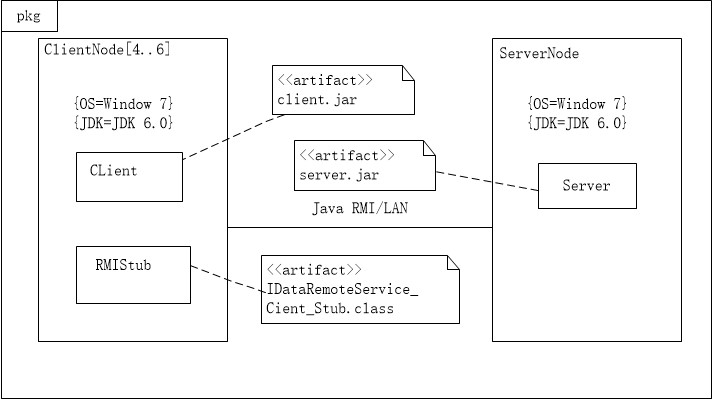 pkg
ClientNode[4..6]
{OS=Window 7}
{JDK=JDK 6.0}
CLient
RMIStub
<<artifact>>
client.jar
<<artifact>>
server.jar
Java RMI/LAN
<<artifact>>
IDataRemoteService_
Cient_Stub.class
ServerNode
{OS=Window 7}
{JDK=JDK 6.0}
Server